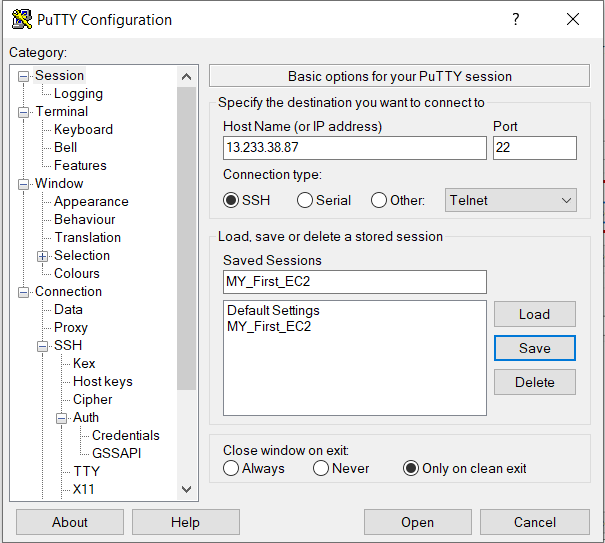 PuTTY Configuration
Category:
Session
Logging
Terminal
Keyboard
Bell
Features
Window
Appearance
Behaviour
Translation
Selection
Colours
Connection
Data
Proxy
SSH
Kex
Host keys
Cipher
Auth
Credentials
GSSAPI
TTY
X11
Basic options for your PuTTY session
Specify the destination you want to connect to
Host Name (or IP address) Port
13.233.38.87 22
Connection type:
SSH Serial Other: Telnet
Load, save or delete a stored session
Saved Sessions
MY_First_EC2
Default Settings
MY_First_EC2
Load
Save
Delete
Close window on exit:
Always Never Only on clean exit
About Help Open Cancel